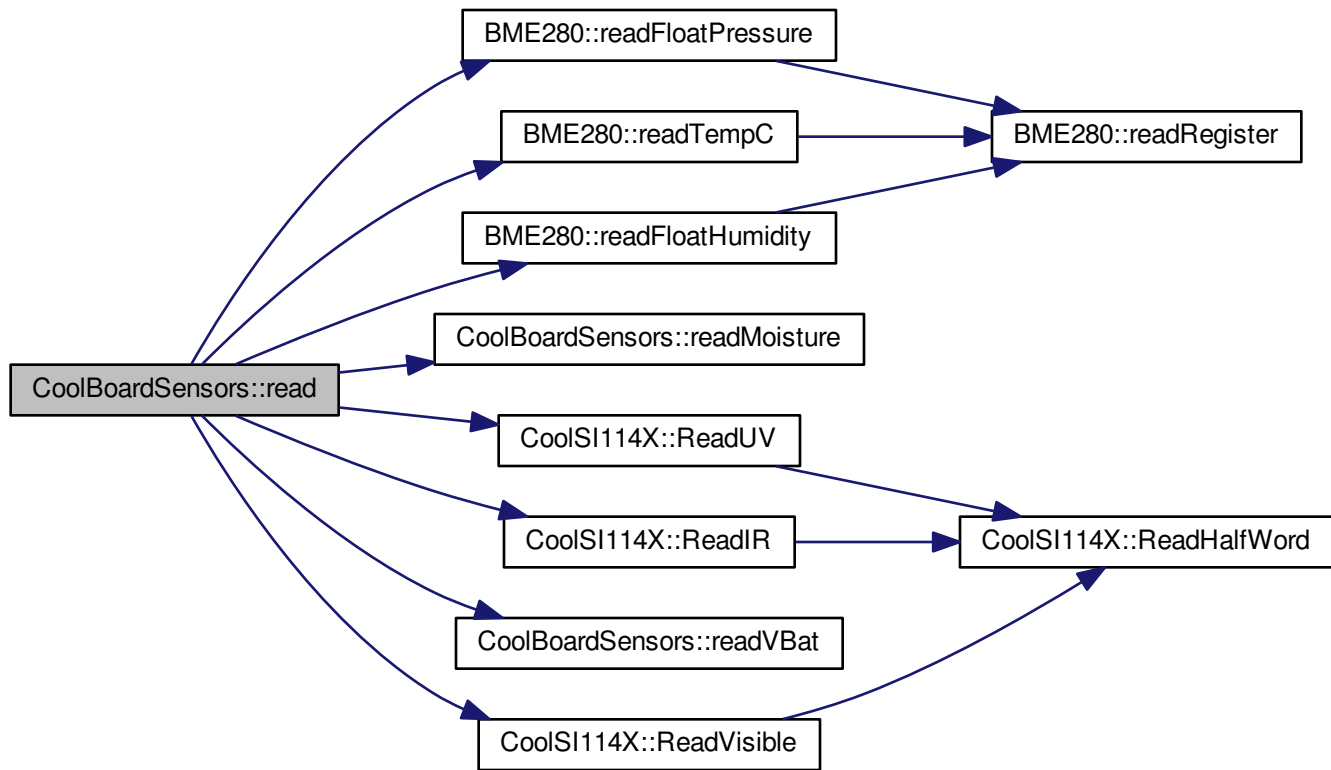 BME280::readFloatPressure
BME280::readTempC
BME280::readRegister
BME280::readFloatHumidity
CoolBoardSensors::readMoisture
CoolBoardSensors::read
CoolSI114X::ReadUV
CoolSI114X::ReadIR
CoolSI114X::ReadHalfWord
CoolBoardSensors::readVBat
CoolSI114X::ReadVisible